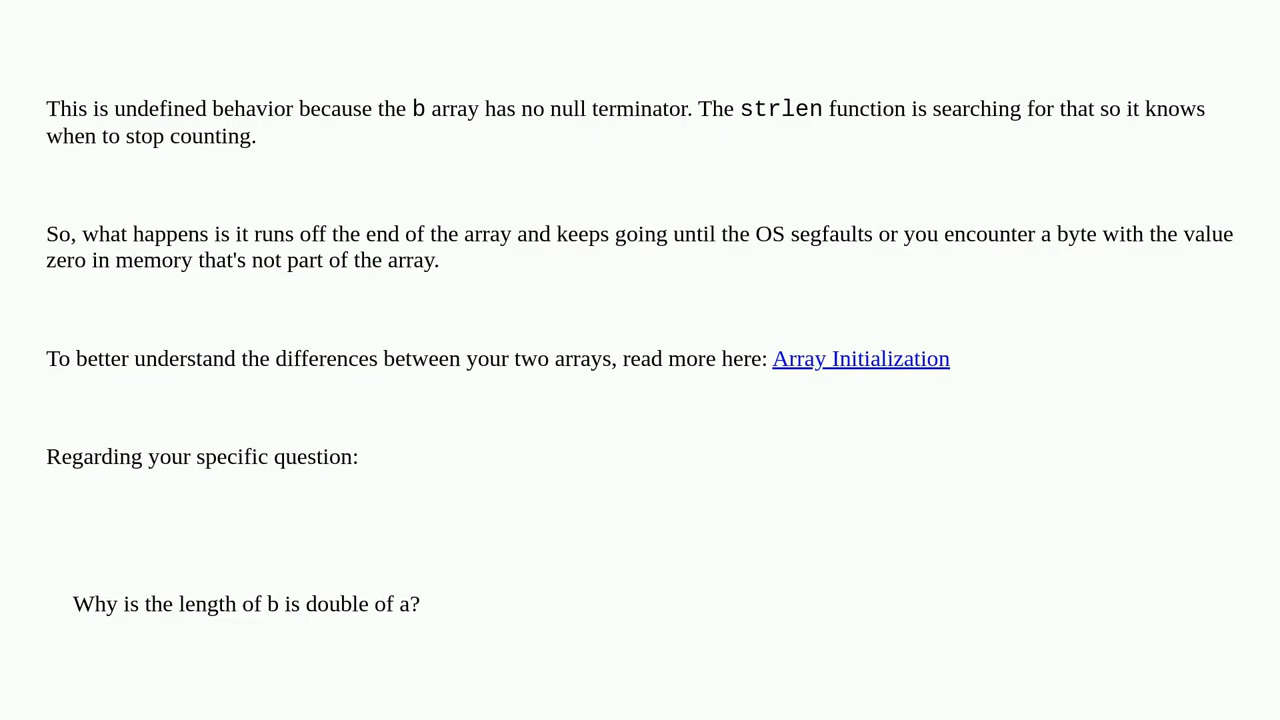 This is undefined behavior because the b array has no null terminator. The strlen function is searching for that so it knows
when to stop counting.
So, what happens is it runs off the end of the array and keeps going until the OS segfaults or you encounter a byte with the value
zero in memory that's not part of the array.
To better understand the differences between your two arrays, read more here: Array Initialization
Regarding your specific question:
Why is the length of b is double of a?